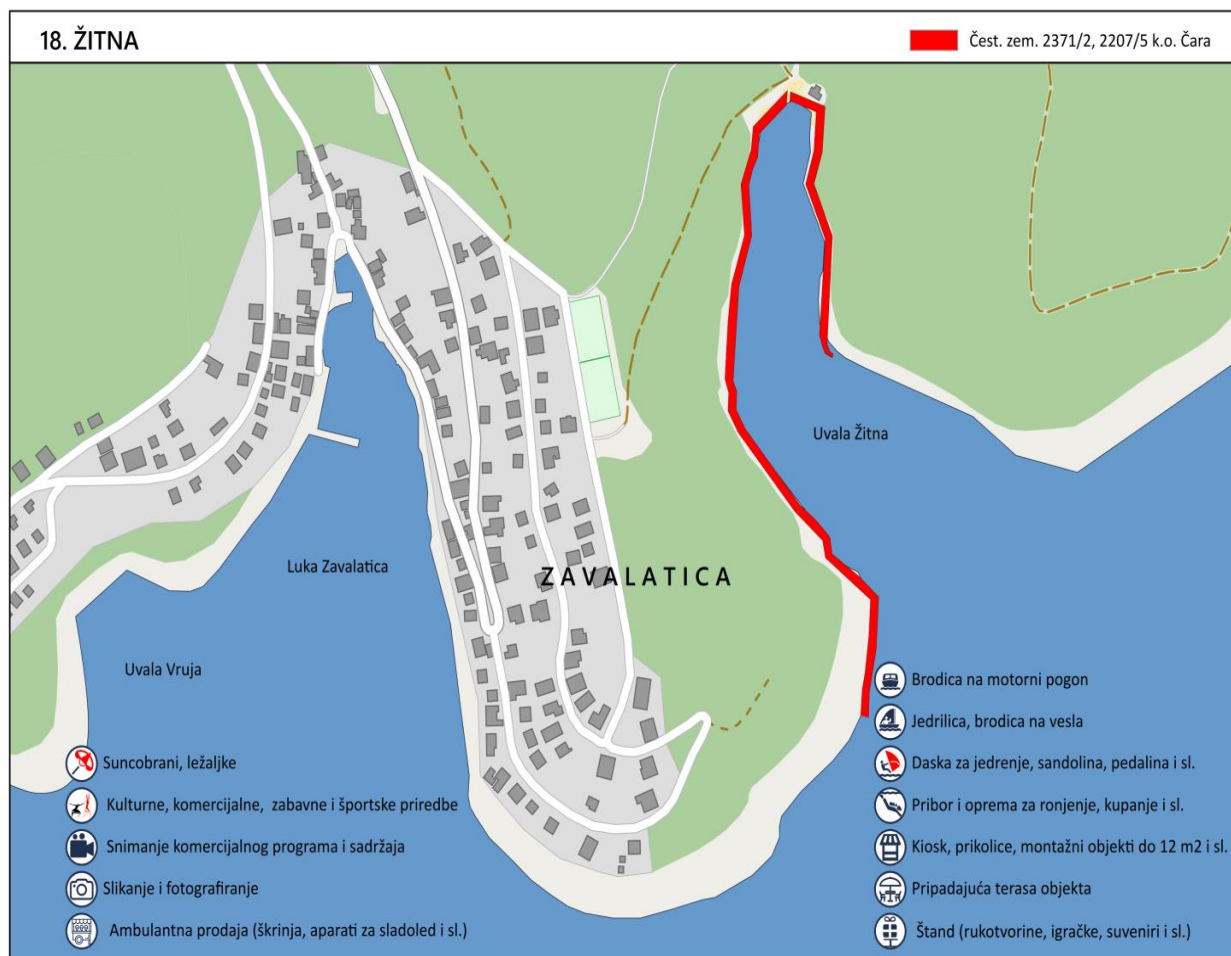 18. ŽITNA
Čest. zem. 2371/2, 2207/5 k.o. Čara
Uvala Žitna
Luka Zavalatica
ZAVALATICA
Uvala Vruja
Suncobrani, ležaljke
Kulturne, komercijalne, zabavne i športske priredbe
Snimanje komercijalnog programa i sadržaja
Slikanje i fotografiranje
Ambulantna prodaja (škrinja, aparati za sladoled i sl.)
Brodica na motorni pogon
Jedrilica, brodica na vesla
Daska za jedrenje, sandolina, pedalina i sl.
Pribor i oprema za ronjenje, kupanje i sl.
Kiosk, prikolice, montažni objekti do 12 m2 i sl.
Pripadajuća terasa objekta
Štand (rukotvorine, igračke, suveniri i sl.)